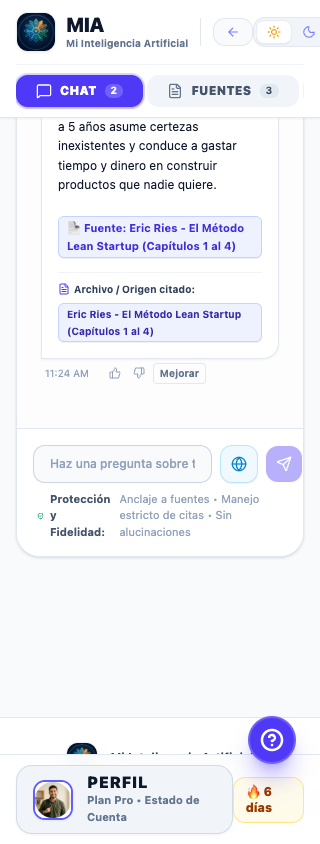 MIA
Mi Inteligencia Artificial
CHAT 2
FUENTES 3
a 5 años asume certezas
inexistentes y conduce a gastar
tiempo y dinero en construir
productos que nadie quiere.
Fuente: Eric Ries - El Método
Lean Startup (Capítulos 1 al 4)
Archivo / Origen citado:
Eric Ries - El Método Lean Startup
(Capítulos 1 al 4)
11:24 AM
Mejorar
Haz una pregunta sobre t
Protección
y
Fidelidad:
Anclaje a fuentes • Manejo
estricto de citas • Sin
alucinaciones
PERFIL
Plan Pro • Estado de
Cuenta
🔥 6
días